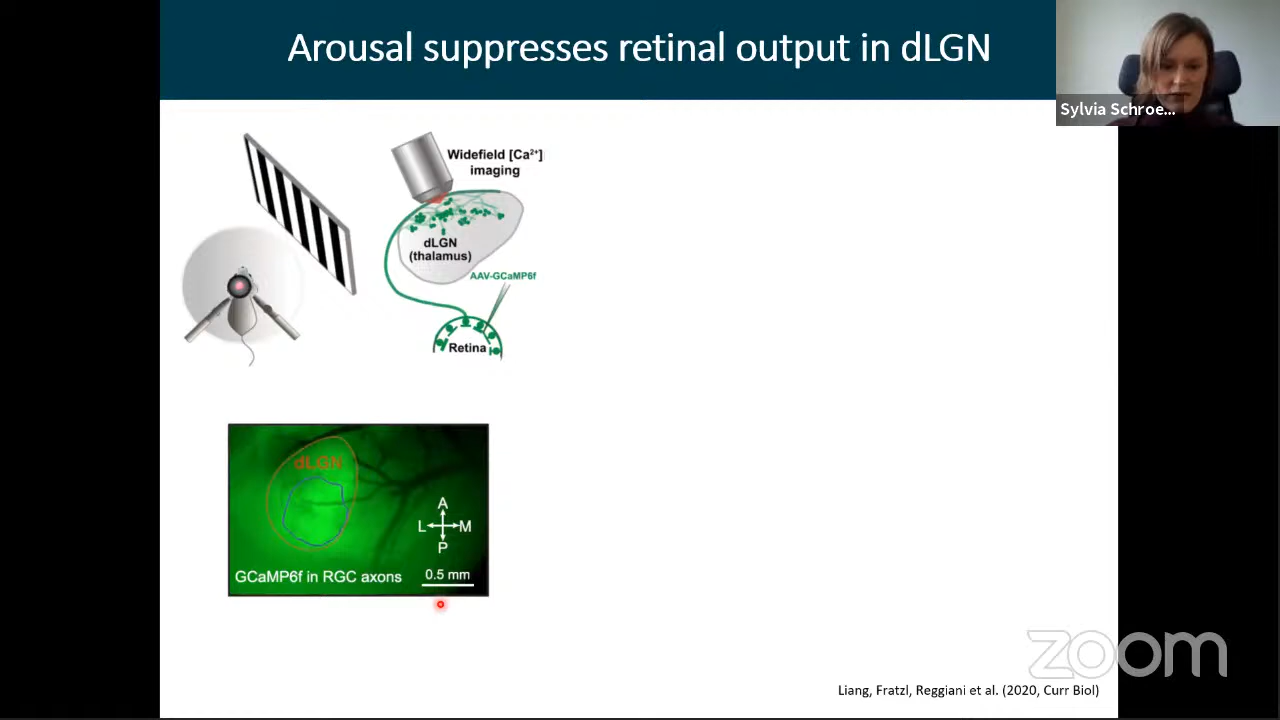 Arousal suppresses retinal output in dLGN
Sylvia Schroe...
Widefield [Ca²⁺]
imaging
dLGN
(thalamus)
AAV-GCaMP6f
Retina
dLGN
A
L M
P
GCaMP6f in RGC axons
0.5 mm
zoom
Liang, Fratzl, Reggiani et al. (2020, Curr Biol)